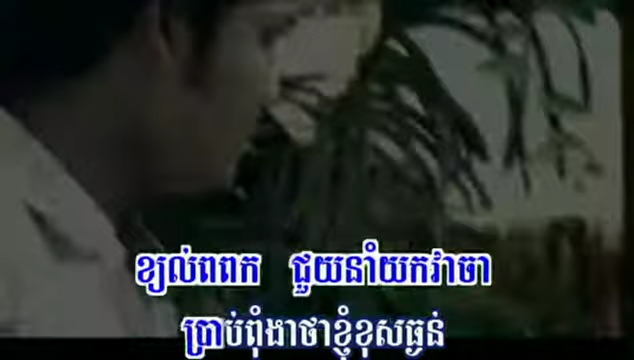 ខ្យល់ពពក ជួយនាំយកវាចា
ប្រាប់ពុំងាថាខ្ញុំខុសធ្ងន់